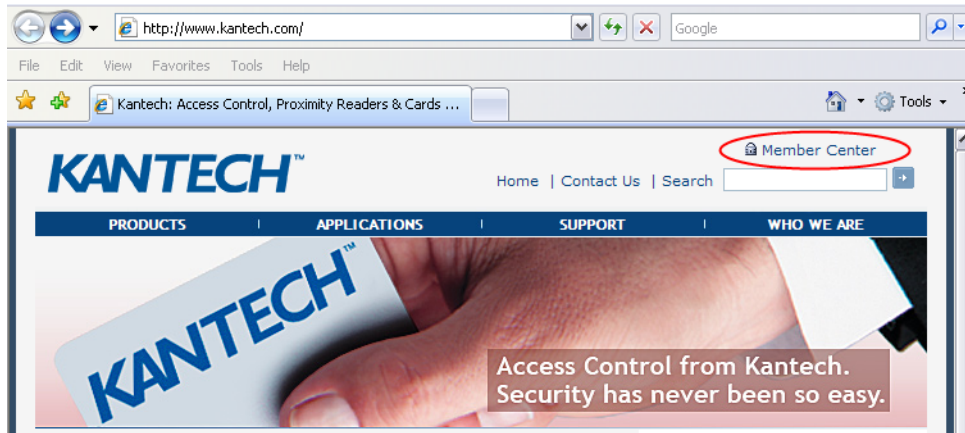 http://www.kantech.com/
Google
File Edit View Favorites Tools Help
Kantech: Access Control, Proximity Readers & Cards ...
Tools
KANTECH™
Member Center
Home | Contact Us | Search
PRODUCTS | APPLICATIONS | SUPPORT | WHO WE ARE
KANTECH™
Access Control from Kantech.
Security has never been so easy.